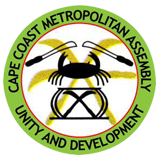 CAPE COAST METROPOLITAN ASSEMBLY
UNITY AND DEVELOPMENT